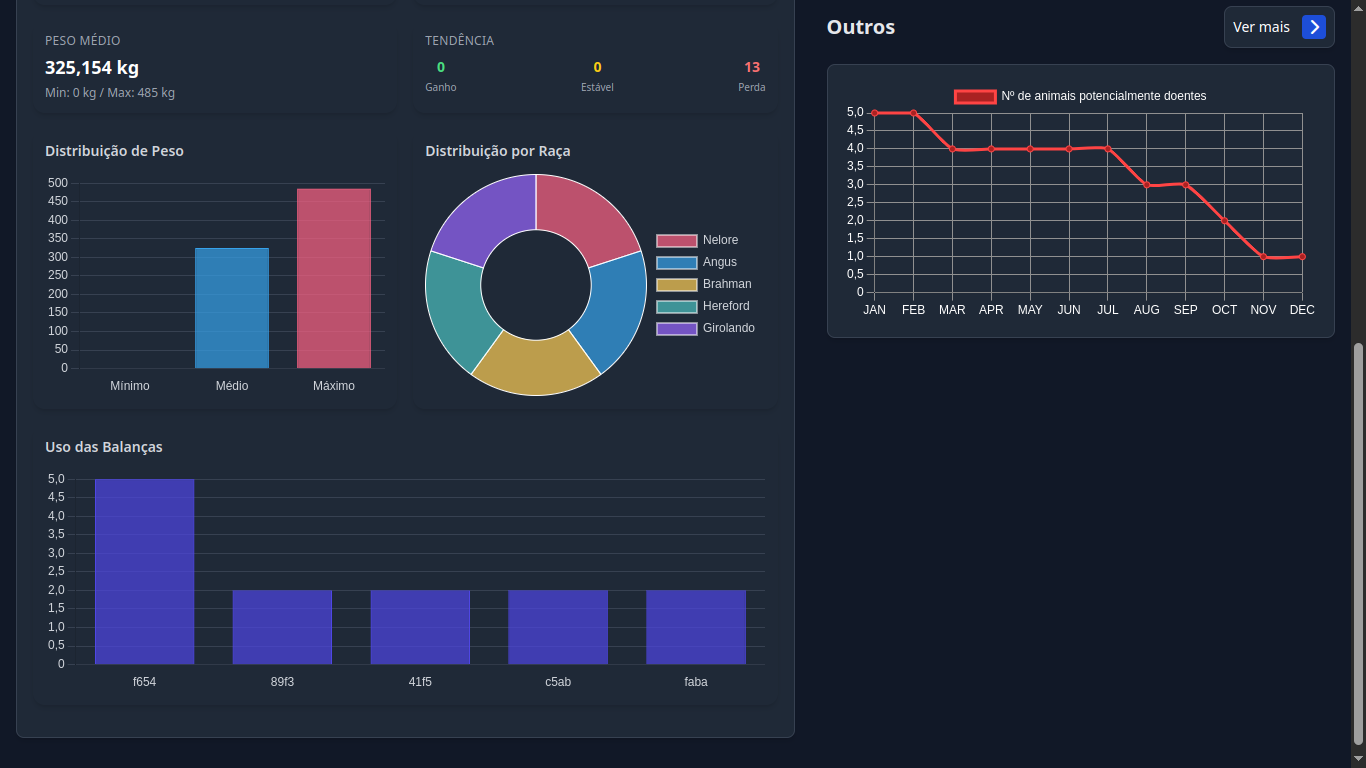 PESO MÉDIO
325,154 kg
Min: 0 kg / Max: 485 kg
TENDÊNCIA
0 0 13
Ganho Estável Perda
Distribuição de Peso
500
450
400
350
300
250
200
150
100
50
0
Mínimo Médio Máximo
Distribuição por Raça
Nelore
Angus
Brahman
Hereford
Girolando
Uso das Balanças
5,0
4,5
4,0
3,5
3,0
2,5
2,0
1,5
1,0
0,5
0
f654 89f3 41f5 c5ab faba
Outros
Ver mais
Nº de animais potencialmente doentes
5,0
4,5
4,0
3,5
3,0
2,5
2,0
1,5
1,0
0,5
0
JAN FEB MAR APR MAY JUN JUL AUG SEP OCT NOV DEC